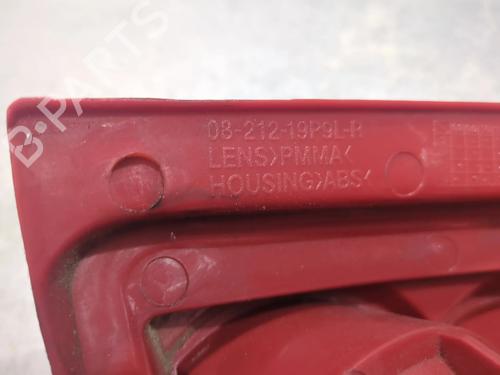 B-PARTS
08-212-19P9L-R
LENS>PMMA<
HOUSING>ABS<